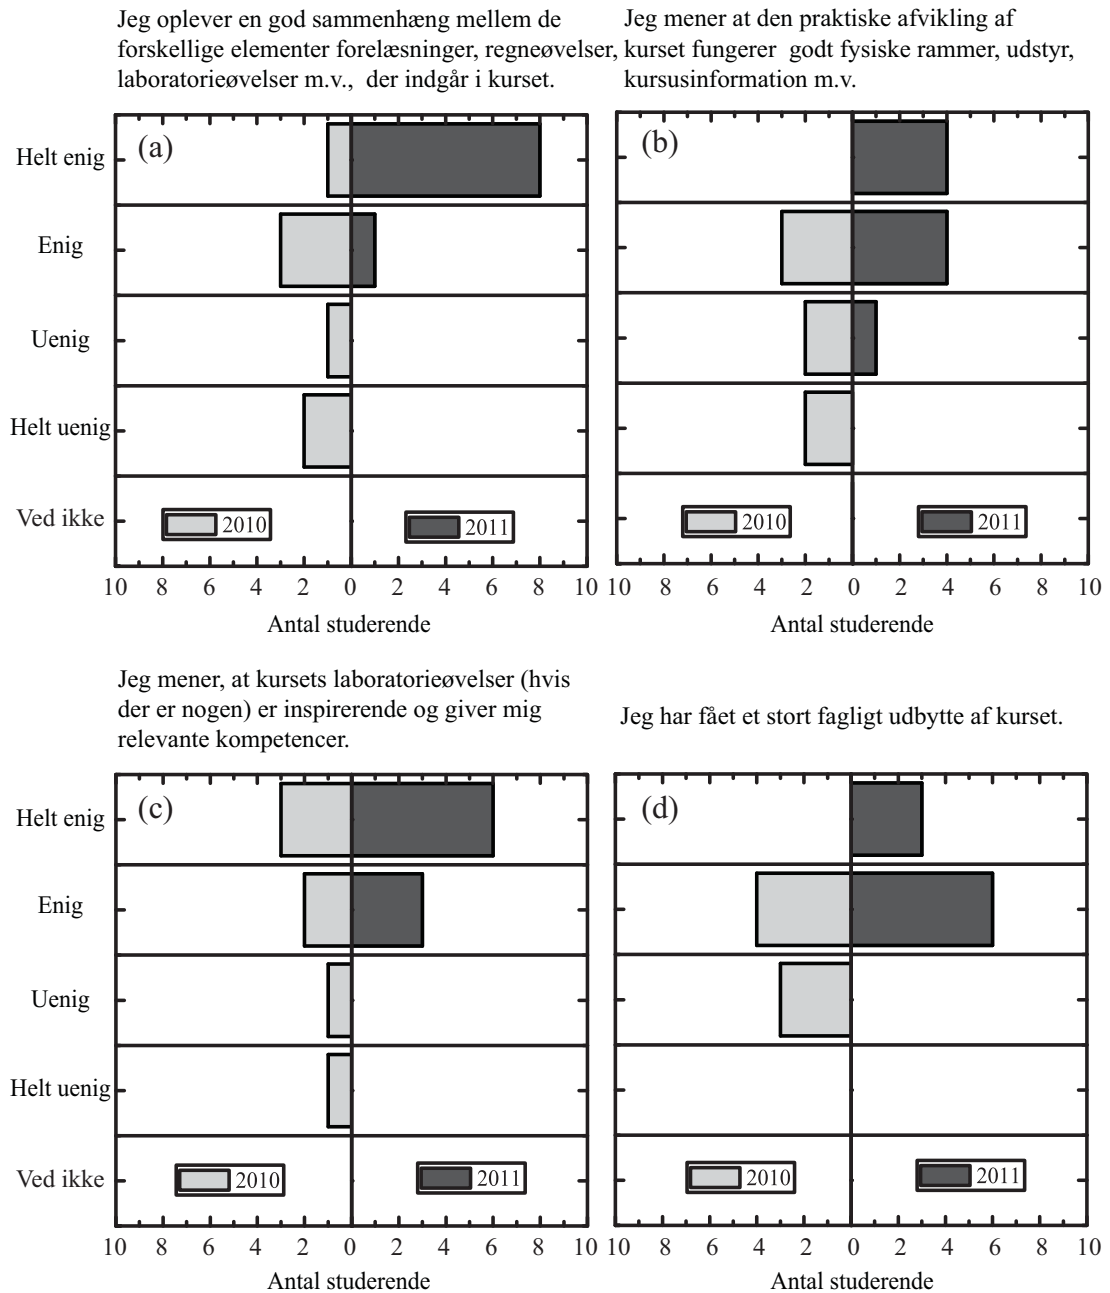 Jeg oplever en god sammenhæng mellem de
forskellige elementer forelæsninger, regneøvelser,
laboratorieøvelser m.v., der indgår i kurset.
Jeg mener at den praktiske afvikling af
kurset fungerer godt fysiske rammer, udstyr,
kursusinformation m.v.
(a)
Helt enig
Enig
Uenig
Helt uenig
Ved ikke
2010
2011
10 8 6 4 2 0 2 4 6 8 10
Antal studerende
(b)
2010
2011
10 8 6 4 2 0 2 4 6 8 10
Antal studerende
Jeg mener, at kursets laboratorieøvelser (hvis
der er nogen) er inspirerende og giver mig
relevante kompetencer.
Jeg har fået et stort fagligt udbytte af kurset.
(c)
Helt enig
Enig
Uenig
Helt uenig
Ved ikke
2010
2011
10 8 6 4 2 0 2 4 6 8 10
Antal studerende
(d)
2010
2011
10 8 6 4 2 0 2 4 6 8 10
Antal studerende